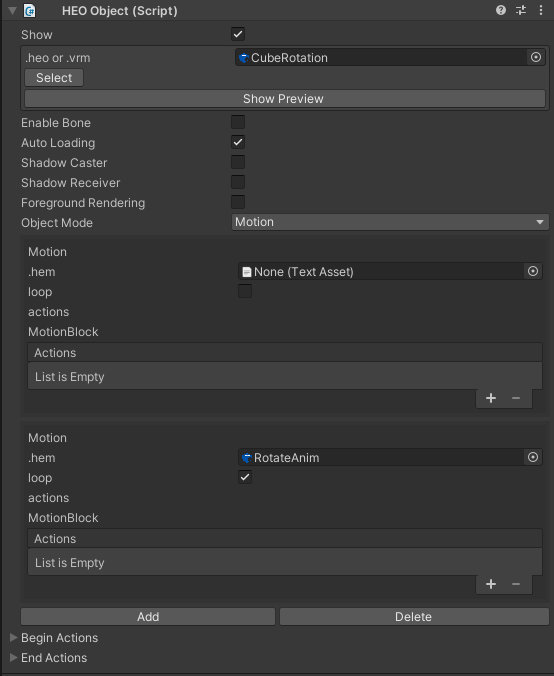 HEO Object (Script)
Show
.heo or .vrm CubeRotation
Select
Show Preview
Enable Bone
Auto Loading
Shadow Caster
Shadow Receiver
Foreground Rendering
Object Mode Motion
Motion
.hem None (Text Asset)
loop
actions
MotionBlock
Actions
List is Empty
+ −
Motion
.hem RotateAnim
loop
actions
MotionBlock
Actions
List is Empty
+ −
Add Delete
Begin Actions
End Actions